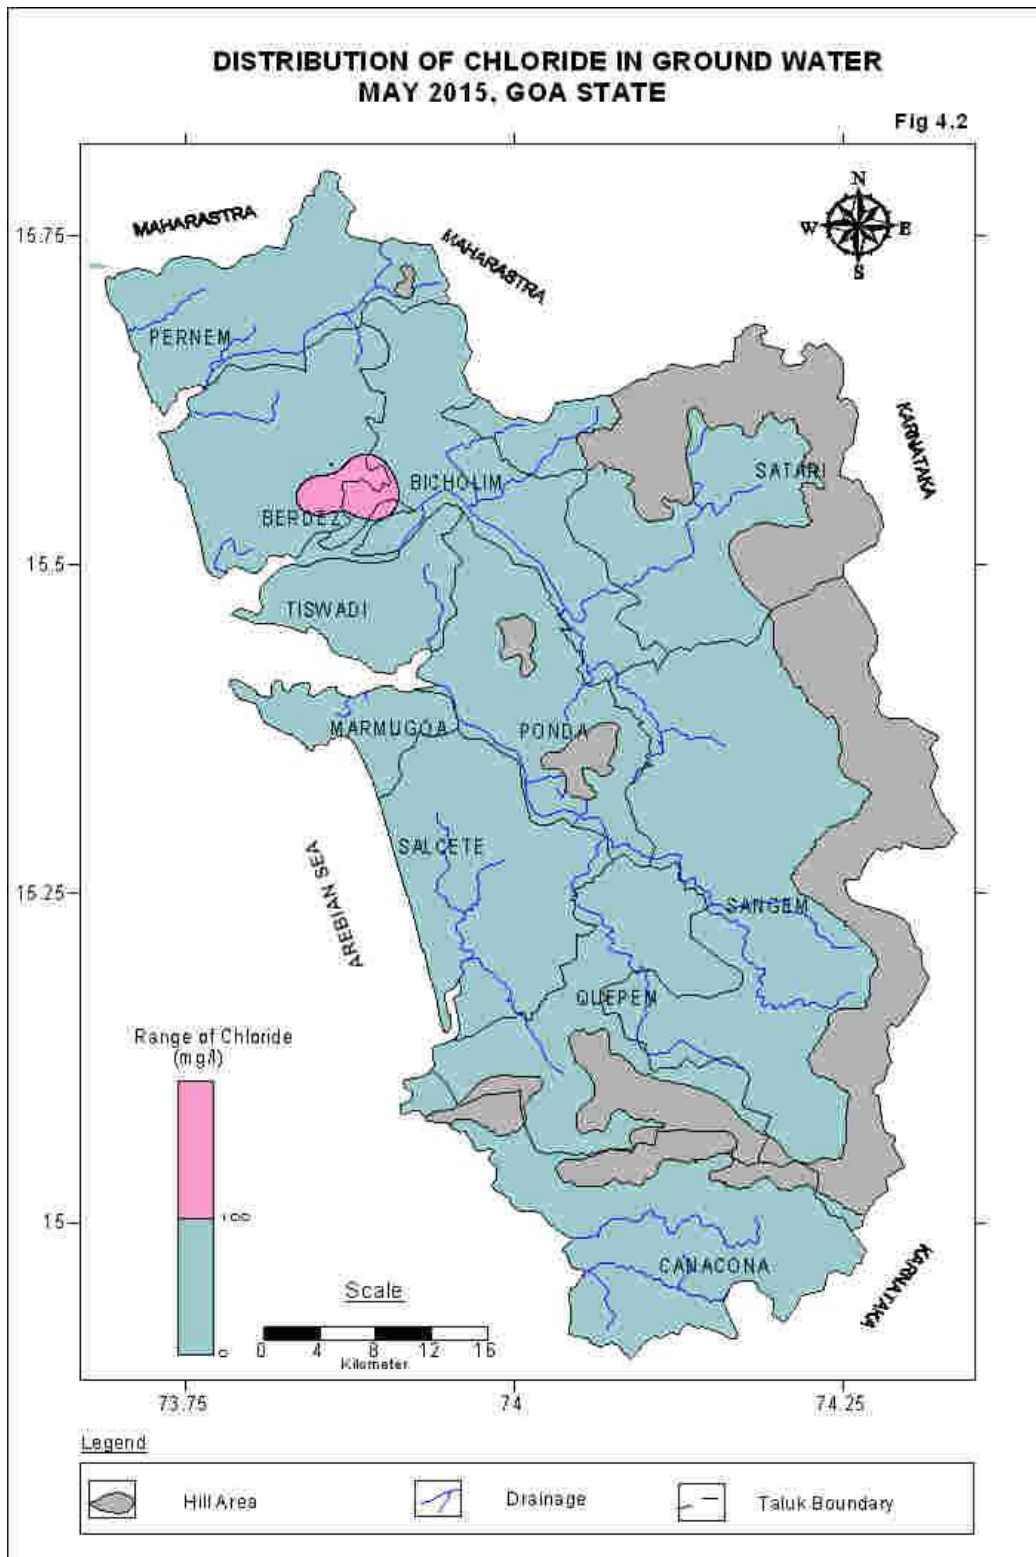 DISTRIBUTION OF CHLORIDE IN GROUND WATER
MAY 2015, GOA STATE
Fig 4.2
N
W
E
S
MAHARASTRA
MAHARASTRA
KARNATAKA
15.75
15.5
15.25
15
PERNEM
BICHOLIM
SATARI
BERDEZ
TISWADI
MARMUGOA
PONDA
SALCETE
AREBIAN SEA
SANGEM
QUEPEM
CANACONA
KARNATAKA
Range of Chloride
(mg/l)
100
0
Scale
0 4 8 12 16
Kilometer
73.75 74 74.25
Legend
Hill Area
Drainage
Taluk Boundary